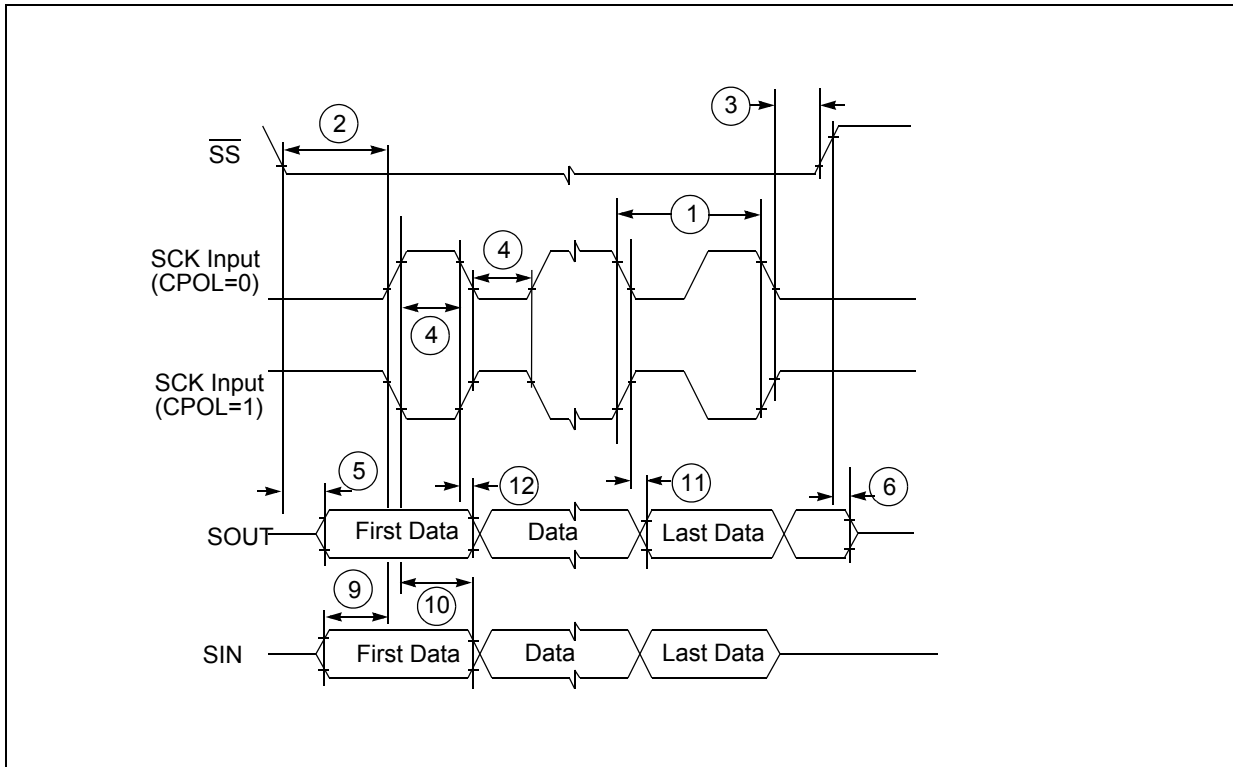 3
2
SS
1
SCK Input
(CPOL=0)
4
4
SCK Input
(CPOL=1)
5
12
11
6
SOUT
First Data
Data
Last Data
9
10
SIN
First Data
Data
Last Data